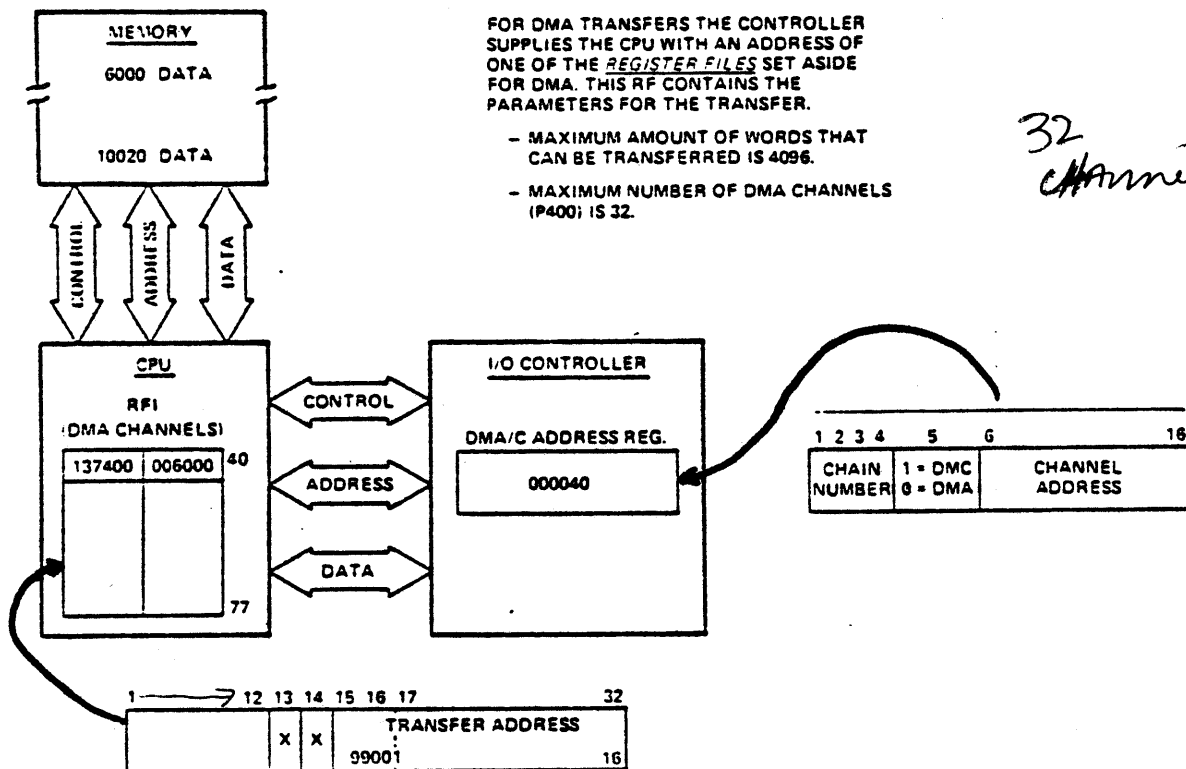 MEMORY
6000 DATA
10020 DATA
FOR DMA TRANSFERS THE CONTROLLER
SUPPLIES THE CPU WITH AN ADDRESS OF
ONE OF THE REGISTER FILES SET ASIDE
FOR DMA. THIS RF CONTAINS THE
PARAMETERS FOR THE TRANSFER.
- MAXIMUM AMOUNT OF WORDS THAT
CAN BE TRANSFERRED IS 4096.
- MAXIMUM NUMBER OF DMA CHANNELS
(P400) IS 32.
32
CONTROL
ADDRESS
DATA
CPU
RFI
(DMA CHANNELS)
137400 006000 40
77
CONTROL
ADDRESS
DATA
I/O CONTROLLER
DMA/C ADDRESS REG.
000040
1 2 3 4 5 6 16
CHAIN
NUMBER
1 = DMC
0 = DMA
CHANNEL
ADDRESS
1 12 13 14 15 16 17 32
X X
TRANSFER ADDRESS
99001 16